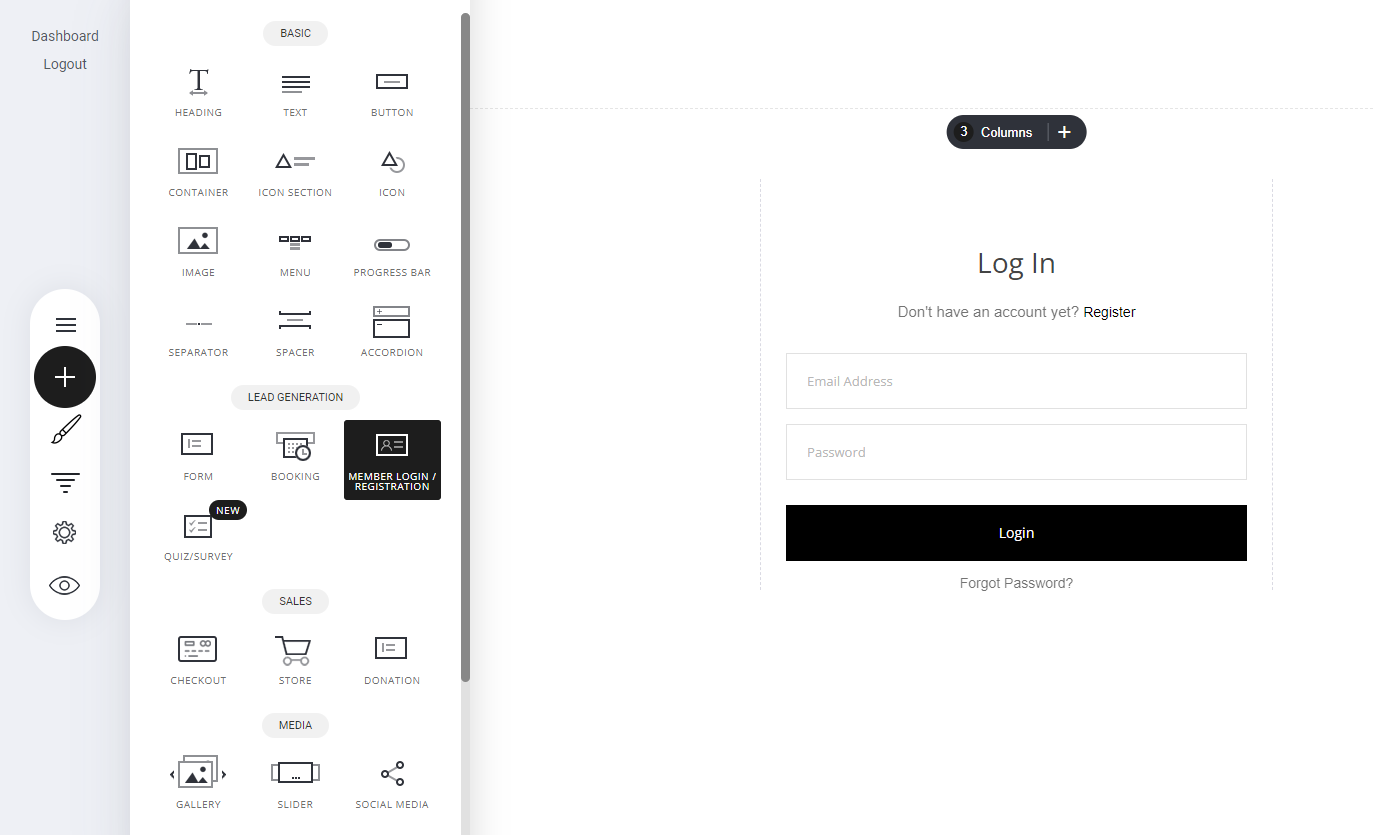 Dashboard
Logout
BASIC
HEADING
TEXT
BUTTON
CONTAINER
ICON SECTION
ICON
IMAGE
MENU
PROGRESS BAR
SEPARATOR
SPACER
ACCORDION
LEAD GENERATION
FORM
BOOKING
MEMBER LOGIN /
REGISTRATION
NEW
QUIZ/SURVEY
SALES
CHECKOUT
STORE
DONATION
MEDIA
GALLERY
SLIDER
SOCIAL MEDIA
3 Columns +
Log In
Don't have an account yet? Register
Email Address
Password
Login
Forgot Password?